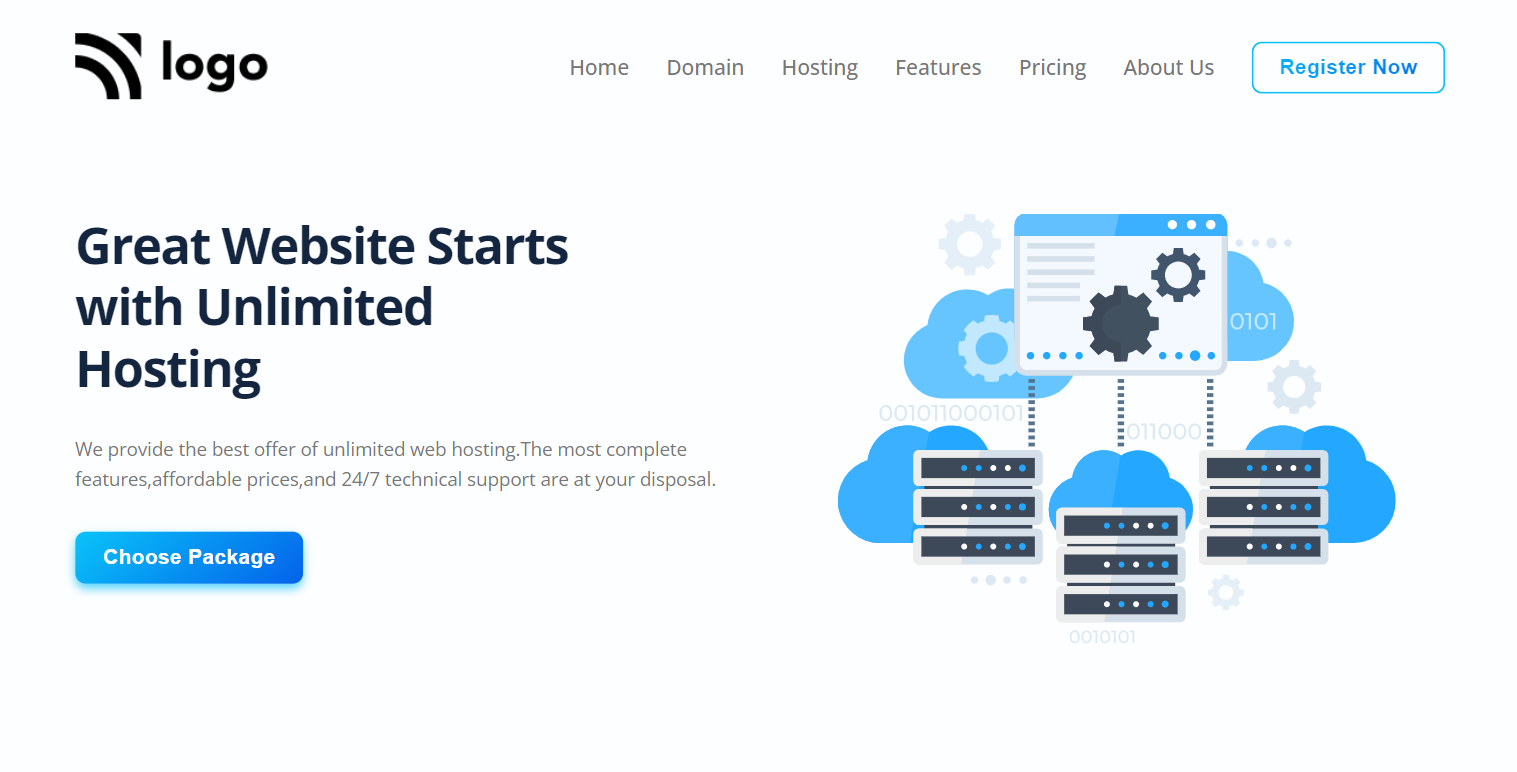 logo
Home Domain Hosting Features Pricing About Us Register Now
Great Website Starts
with Unlimited
Hosting
We provide the best offer of unlimited web hosting.The most complete
features,affordable prices,and 24/7 technical support are at your disposal.
Choose Package
0101
001011000101
011000
0010101